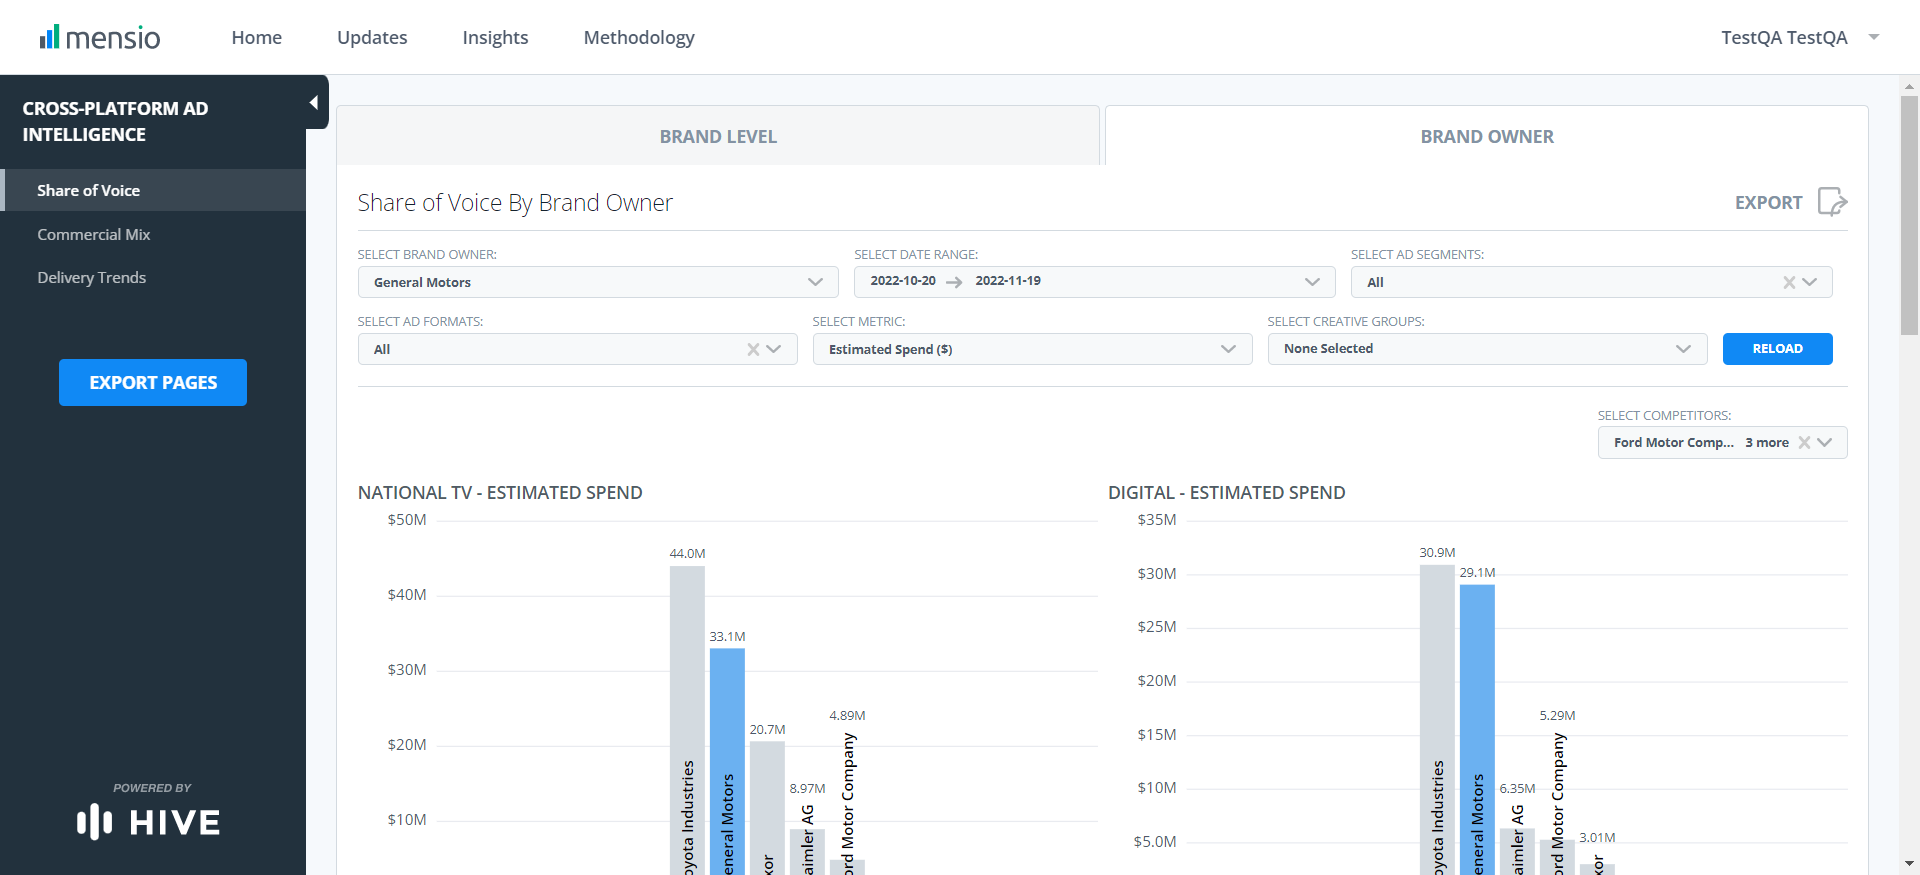 mensio
Home
Updates
Insights
Methodology
TestQA TestQA
CROSS-PLATFORM AD
INTELLIGENCE
Share of Voice
Commercial Mix
Delivery Trends
EXPORT PAGES
POWERED BY
HIVE
BRAND LEVEL
BRAND OWNER
Share of Voice By Brand Owner
EXPORT
SELECT BRAND OWNER:
General Motors
SELECT DATE RANGE:
2022-10-20 → 2022-11-19
SELECT AD SEGMENTS:
All
SELECT AD FORMATS:
All
SELECT METRIC:
Estimated Spend ($)
SELECT CREATIVE GROUPS:
None Selected
RELOAD
SELECT COMPETITORS:
Ford Motor Comp... 3 more
NATIONAL TV - ESTIMATED SPEND
$50M
$40M
$30M
$20M
$10M
44.0M
33.1M
20.7M
8.97M
4.89M
oyota Industries
eneral Motors
xor
aimler AG
ord Motor Company
DIGITAL - ESTIMATED SPEND
$35M
$30M
$25M
$20M
$15M
$10M
$5.0M
30.9M
29.1M
6.35M
5.29M
3.01M
oyota Industries
eneral Motors
aimler AG
ord Motor Company
xor